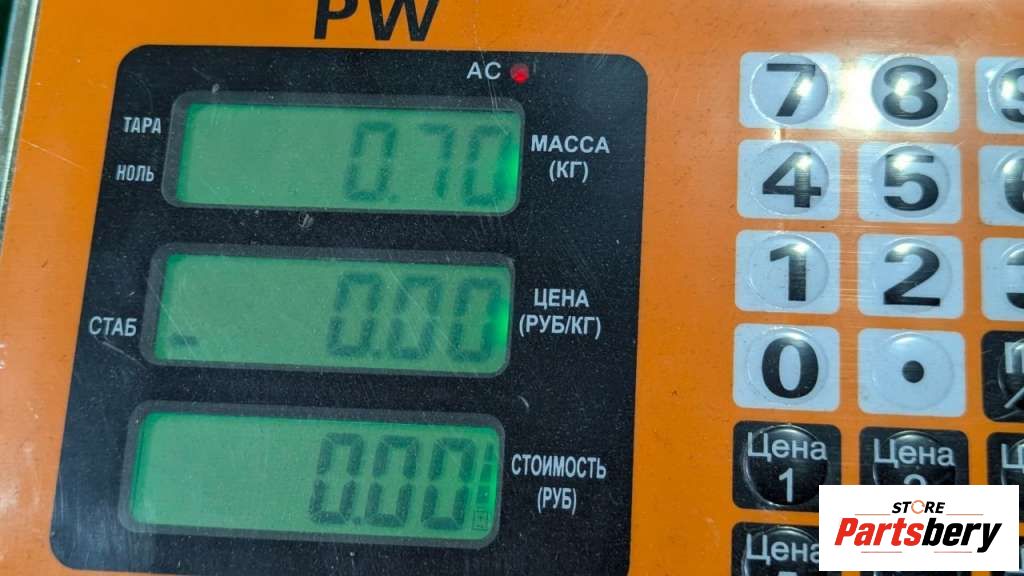 PW
AC
ТАРА
НОЛЬ
0.70
МАССА
(КГ)
СТАБ
0.00
ЦЕНА
(РУБ/КГ)
0.00
СТОИМОСТЬ
(РУБ)
7 8
4 5
1 2
0 .
Цена
1
Цена
Цена
STORE
Partsbery